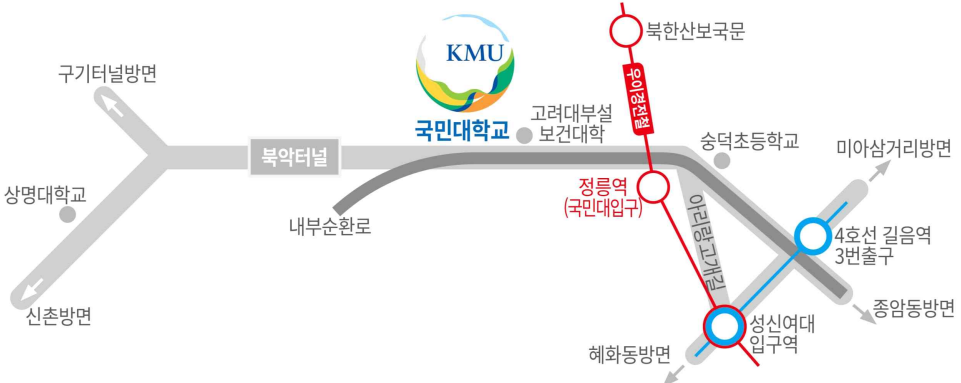 북한산보국문
KMU
구기터널방면
우이경전철
국민대학교
고려대부설
보건대학
숭덕초등학교
미아삼거리방면
북악터널
상명대학교
정릉역
(국민대입구)
내부순환로
아리랑고개길
4호선 길음역
3번출구
신촌방면
종암동방면
성신여대
입구역
혜화동방면